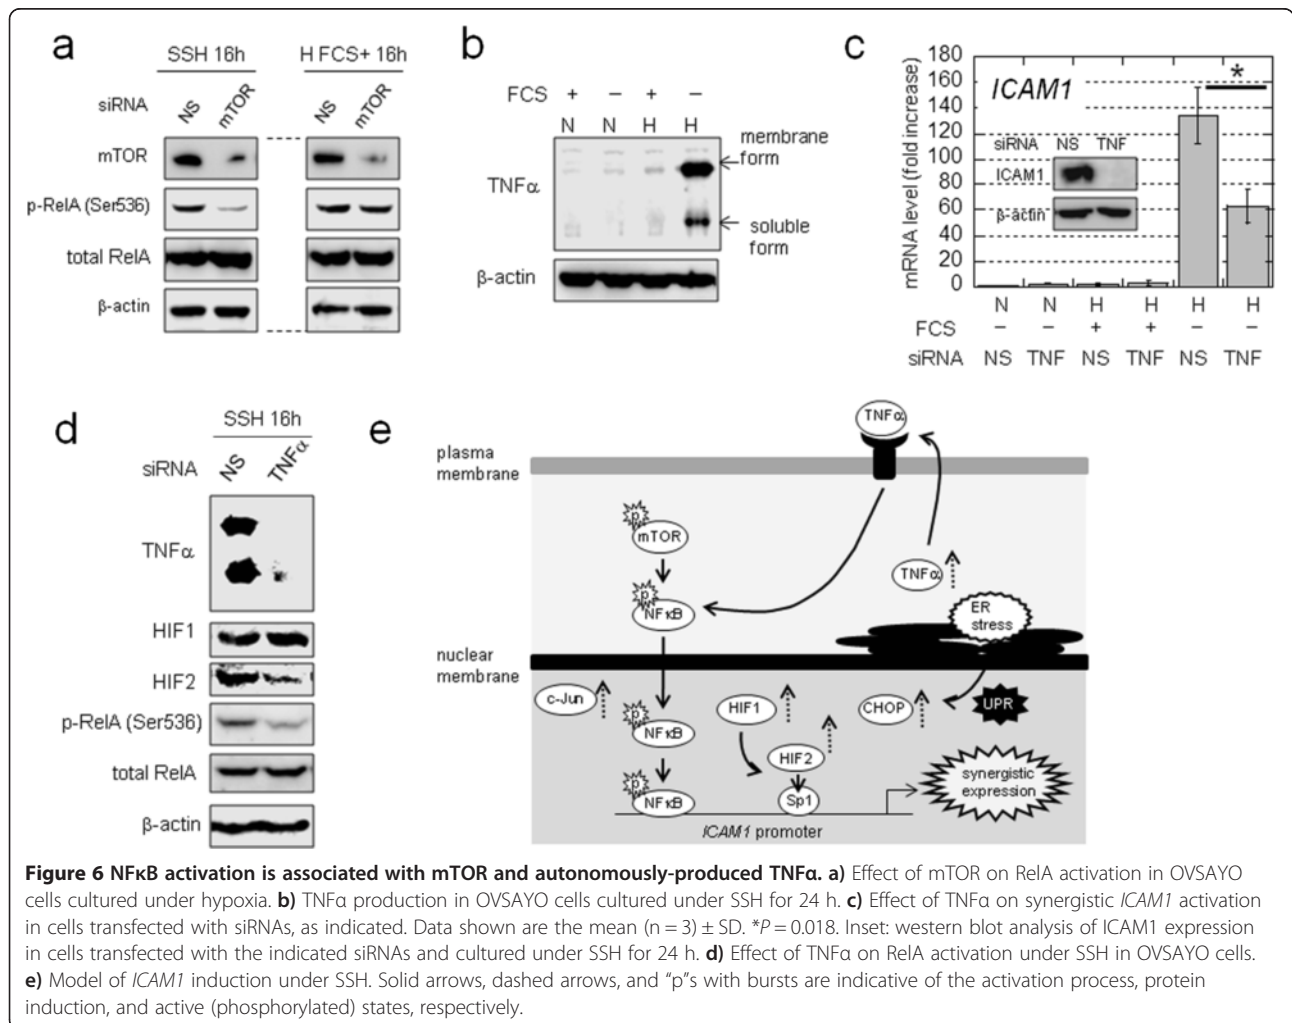 a
SSH 16h
H FCS+ 16h
siRNA
NS
mTOR
NS
mTOR
mTOR
p-RelA (Ser536)
total RelA
β-actin
b
FCS + − + −
N N H H
TNFα
membrane form
soluble form
β-actin
c
mRNA level (fold increase)
180
160
140
120
100
80
60
40
20
0
ICAM1
*
siRNA NS TNF
ICAM1
β-actin
N N H H H H
FCS − − + + − −
siRNA NS TNF NS TNF NS TNF
d
SSH 16h
siRNA
NS
TNFα
TNFα
HIF1
HIF2
p-RelA (Ser536)
total RelA
β-actin
e
TNFα
plasma
membrane
p
mTOR
TNFα
p
NFκB
ER
stress
nuclear
membrane
c-Jun
p
NFκB
HIF1
CHOP
UPR
HIF2
p
NFκB
Sp1
synergistic
expression
ICAM1 promoter
Figure 6 NFκB activation is associated with mTOR and autonomously-produced TNFα. a) Effect of mTOR on RelA activation in OVSAYO
cells cultured under hypoxia. b) TNFα production in OVSAYO cells cultured under SSH for 24 h. c) Effect of TNFα on synergistic ICAM1 activation
in cells transfected with siRNAs, as indicated. Data shown are the mean (n = 3) ± SD. *P = 0.018. Inset: western blot analysis of ICAM1 expression
in cells transfected with the indicated siRNAs and cultured under SSH for 24 h. d) Effect of TNFα on RelA activation under SSH in OVSAYO cells.
e) Model of ICAM1 induction under SSH. Solid arrows, dashed arrows, and “p”s with bursts are indicative of the activation process, protein
induction, and active (phosphorylated) states, respectively.